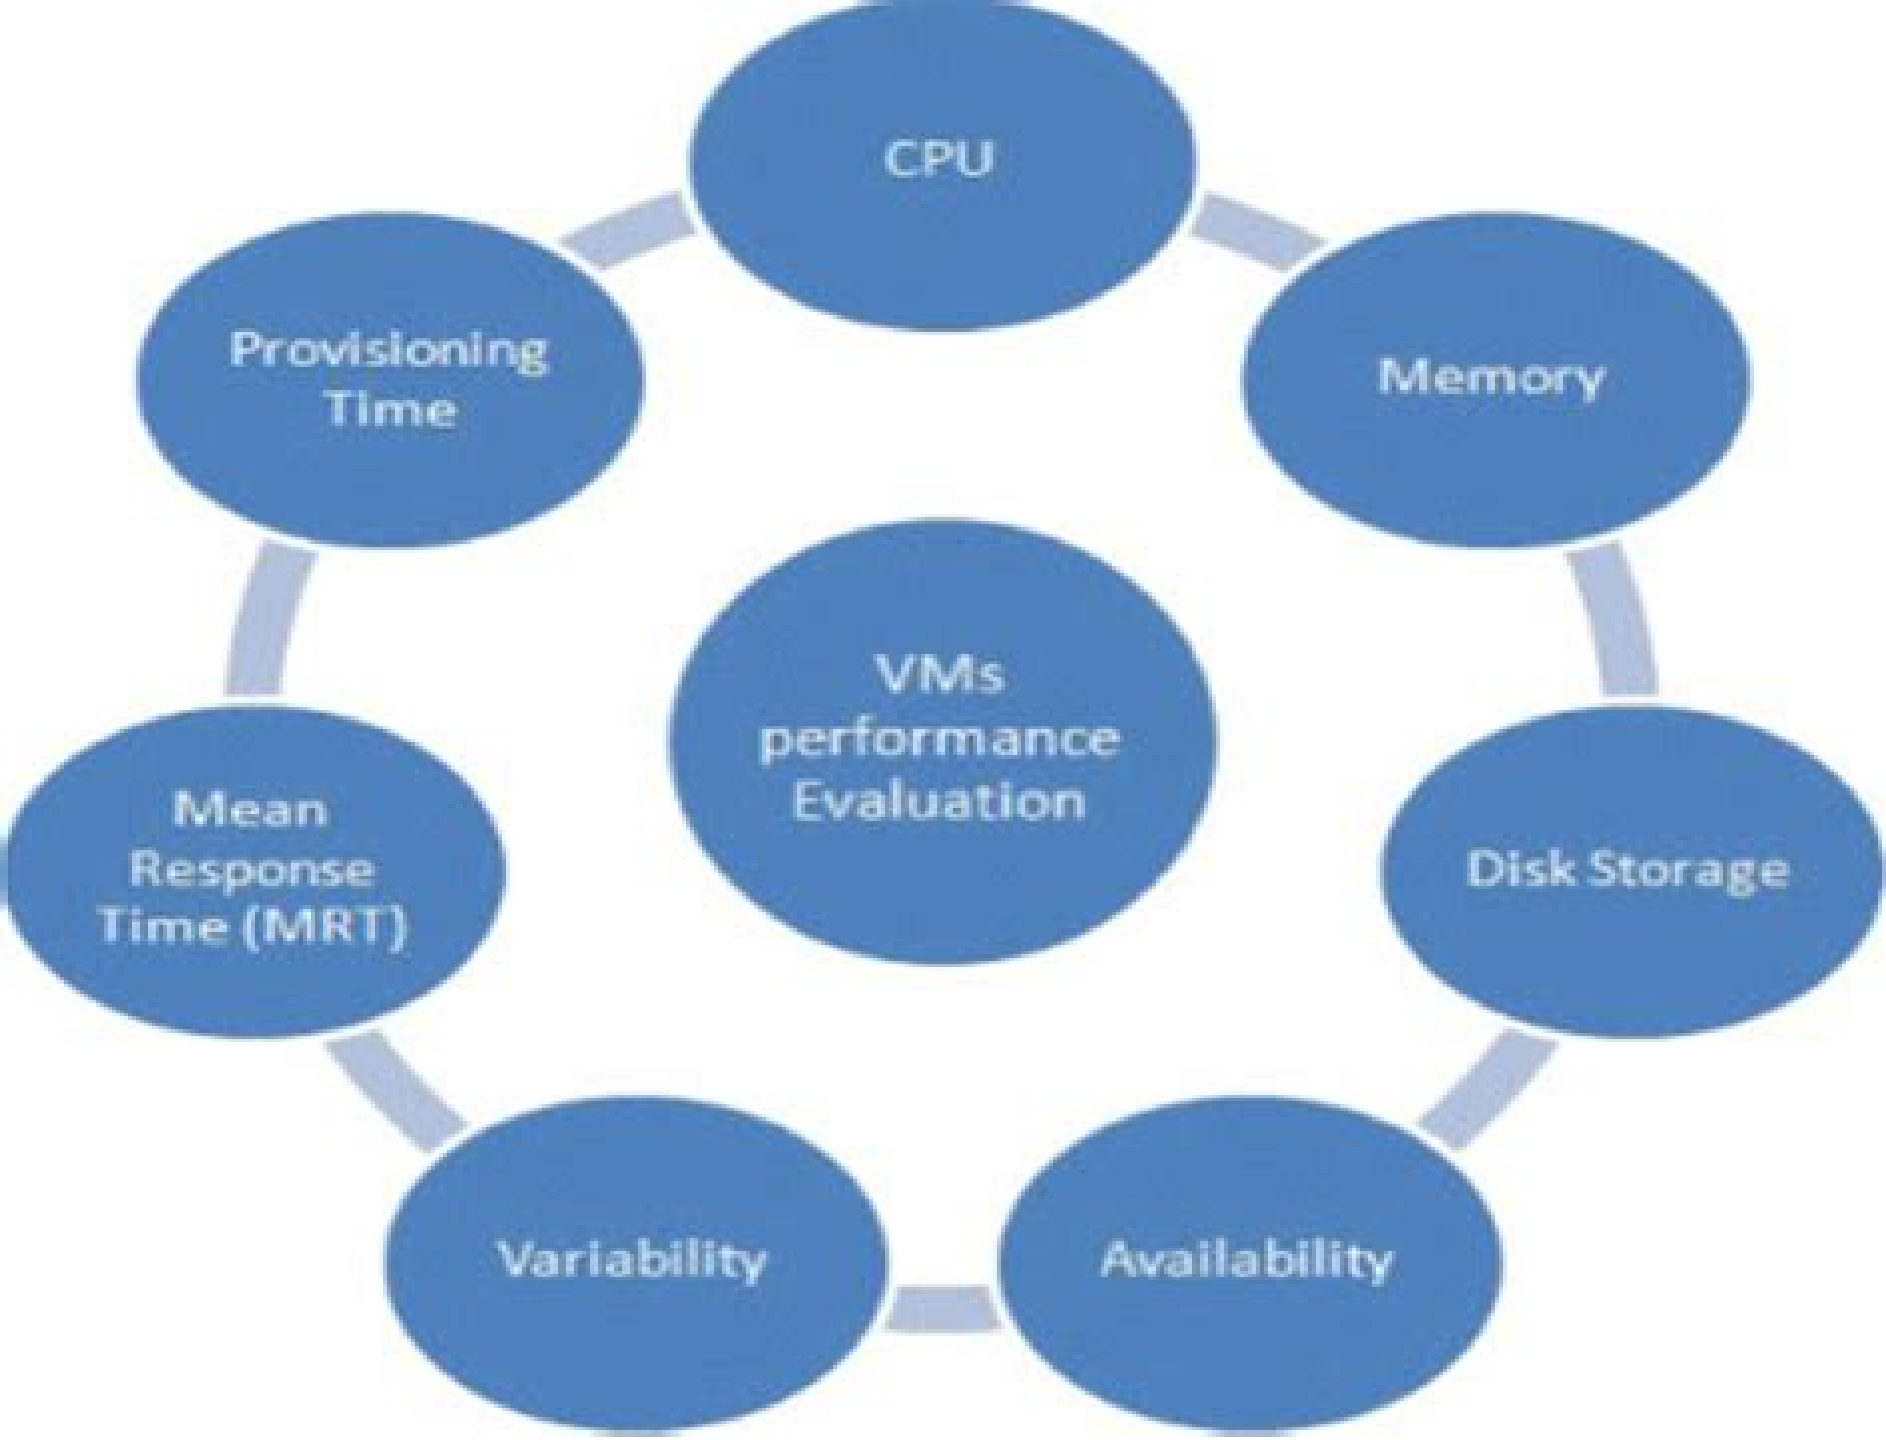 CPU
Memory
Disk Storage
Availability
Variability
Mean
Response
Time (MRT)
Provisioning
Time
VMs
performance
Evaluation